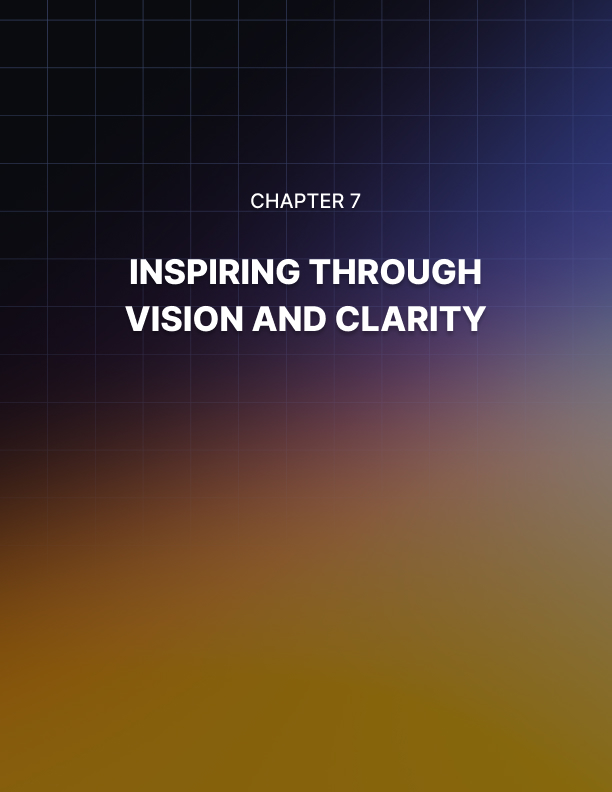 CHAPTER 7
INSPIRING THROUGH
VISION AND CLARITY